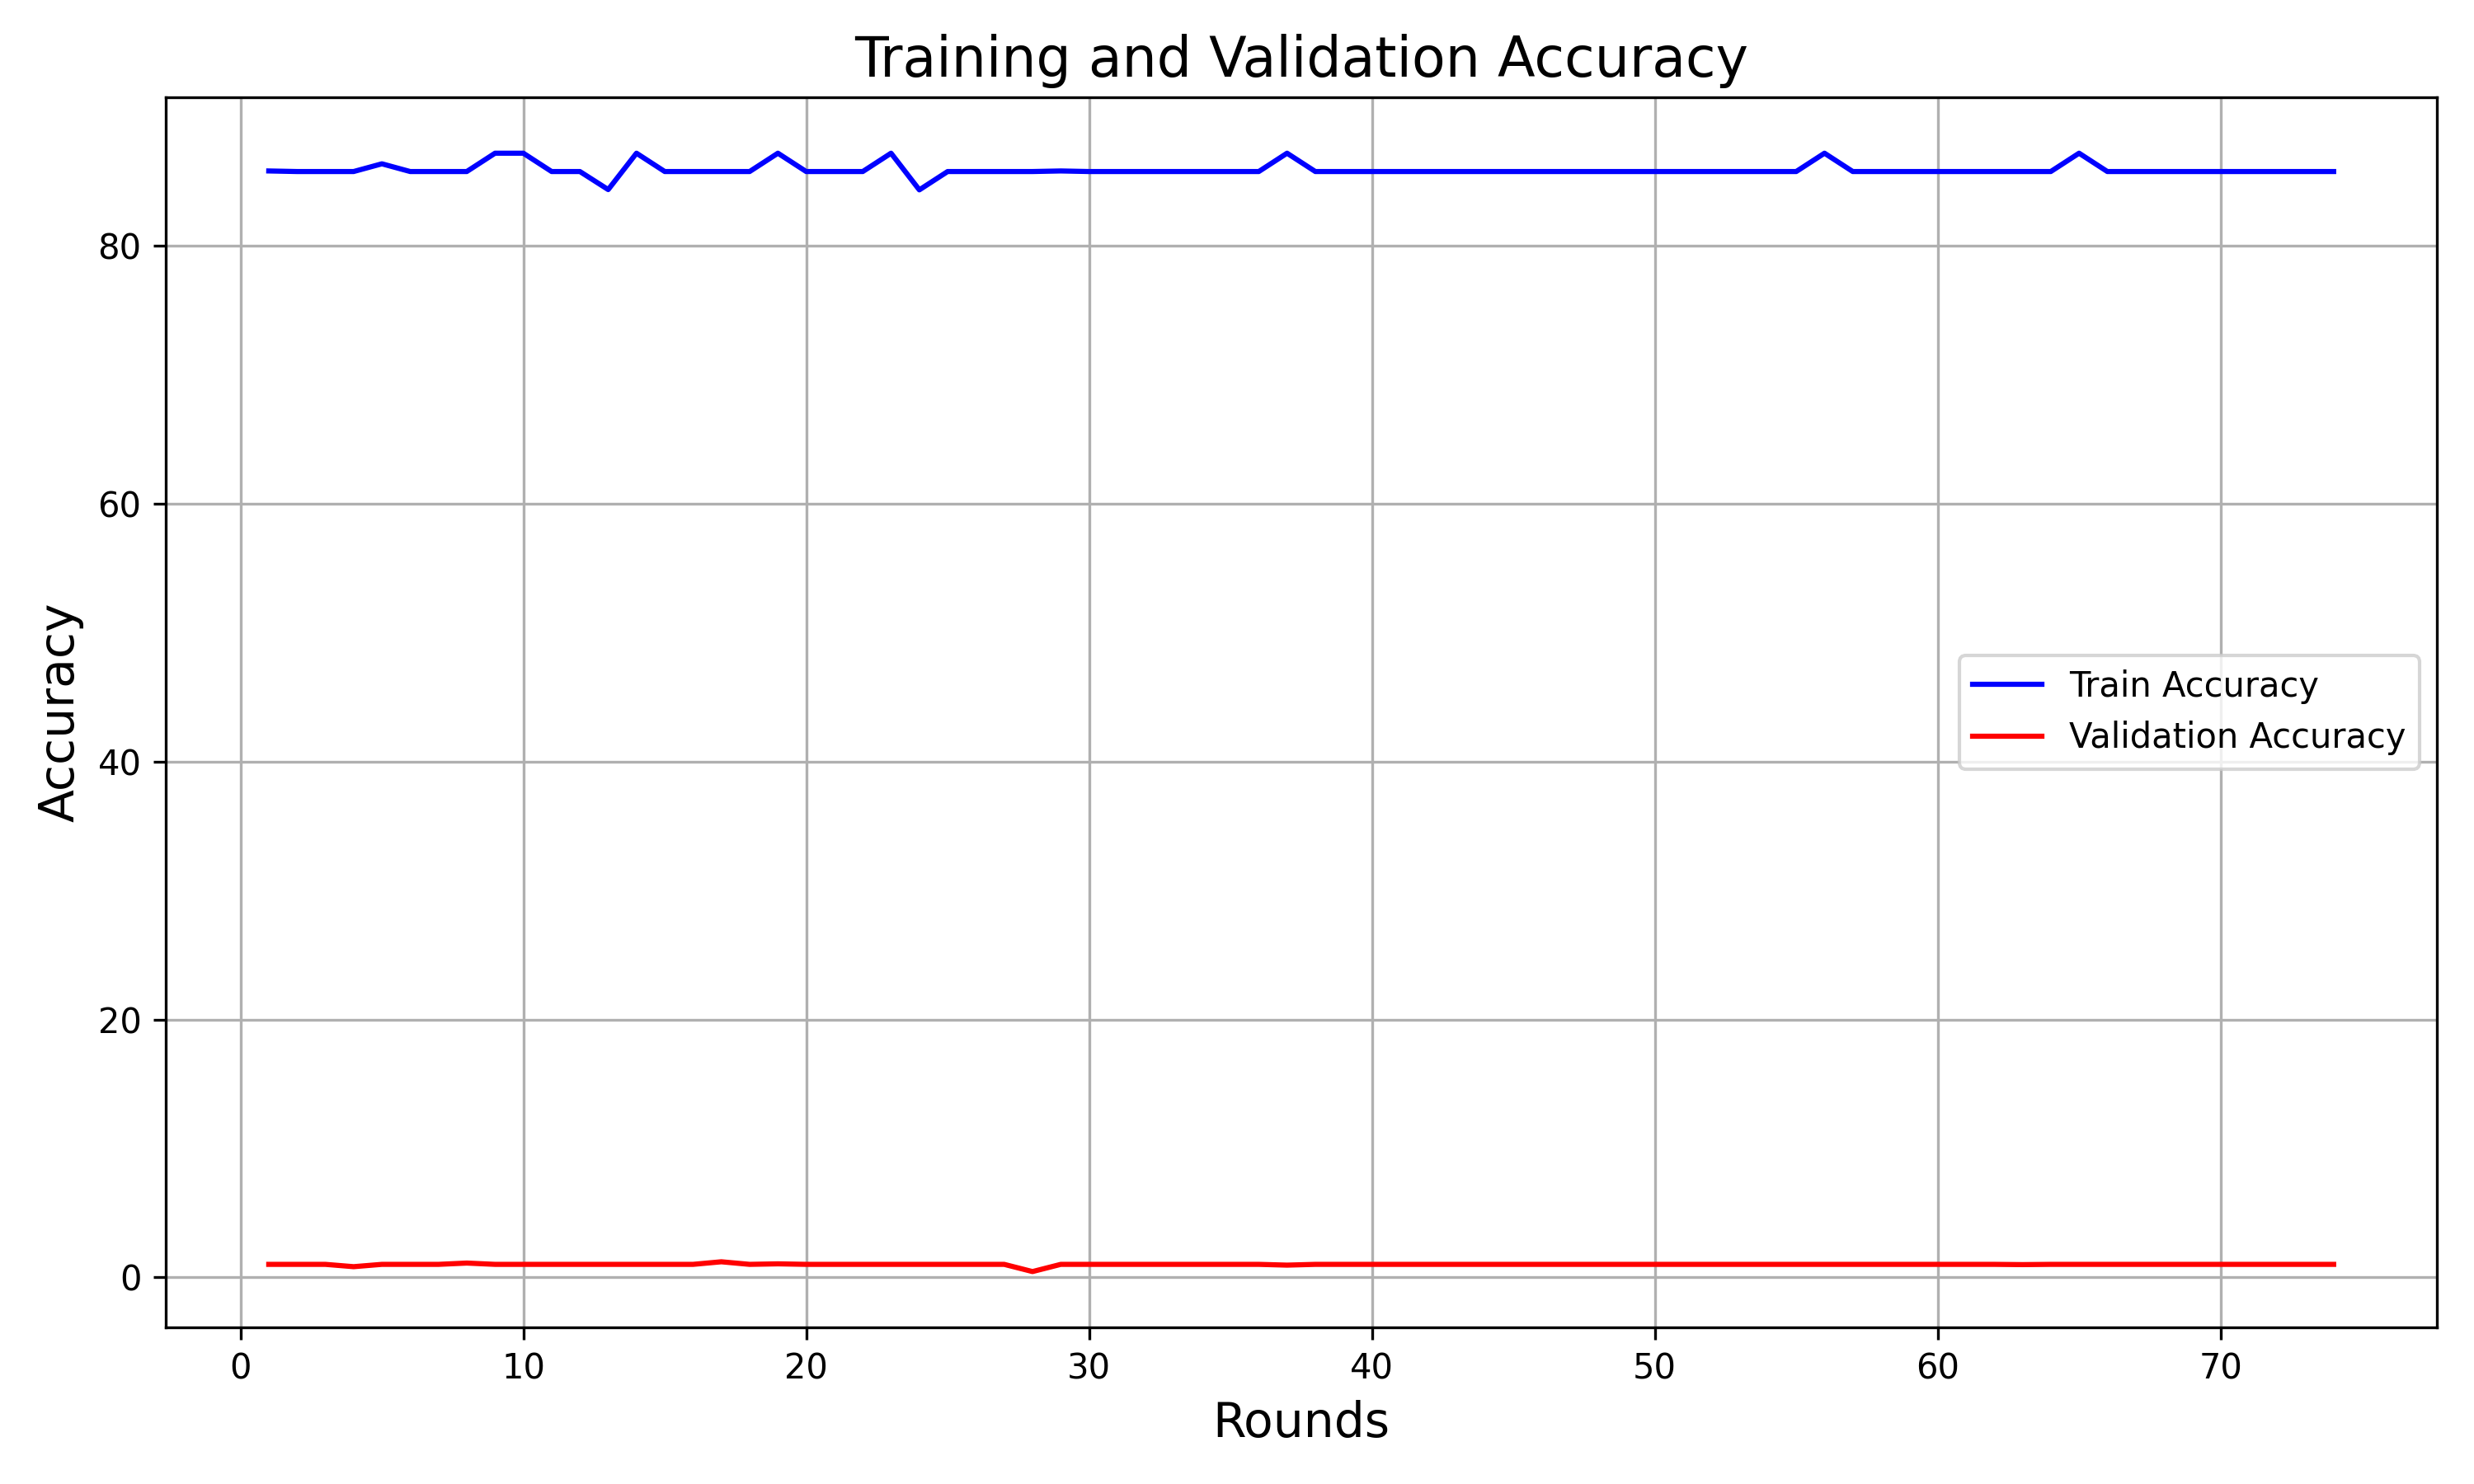 Training and Validation Accuracy
Accuracy
80
60
40
20
0
Train Accuracy
Validation Accuracy
0 10 20 30 40 50 60 70
Rounds